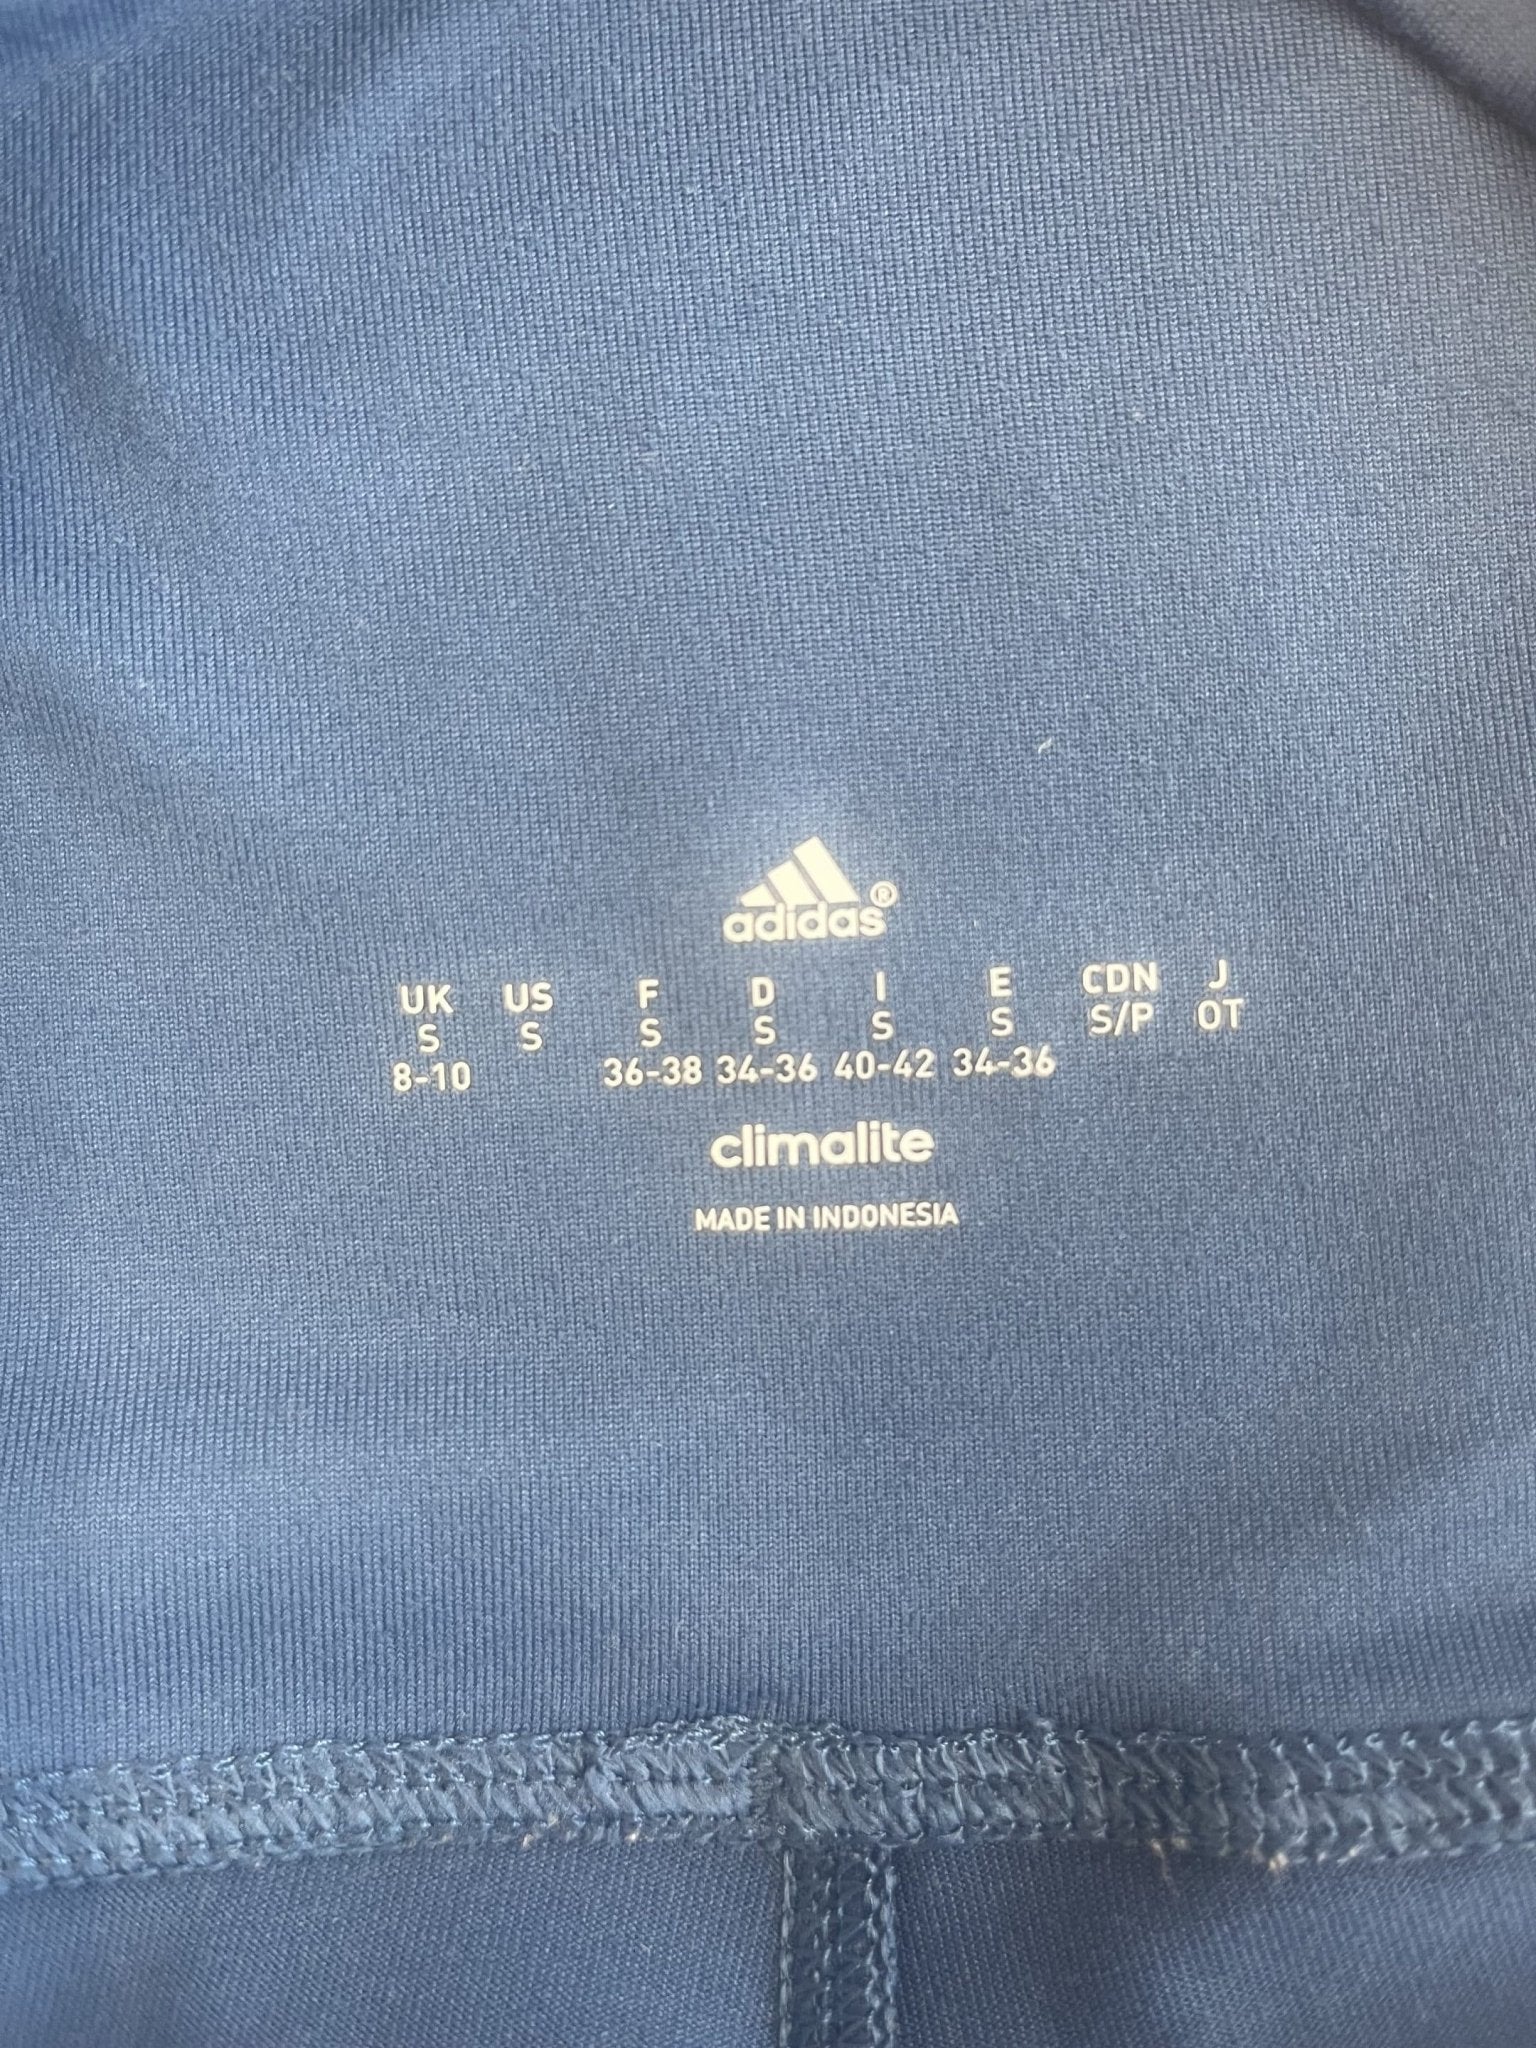 adidas®
UK US F D I E CDN J
S S S S S S S/P OT
8-10 36-38 34-36 40-42 34-36
climalite
MADE IN INDONESIA